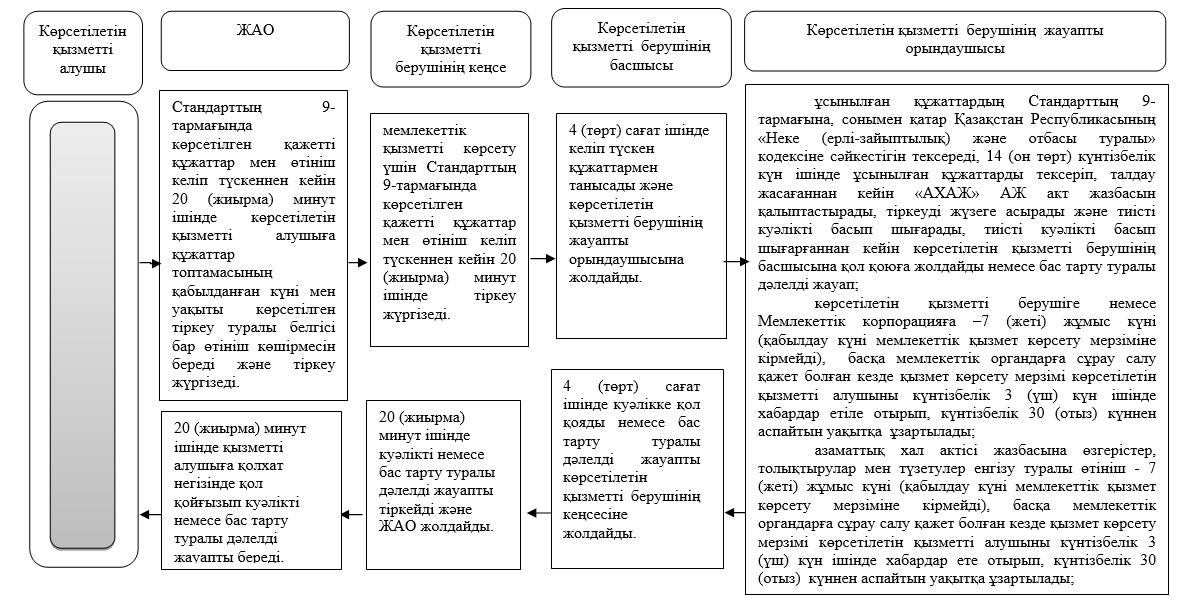 Көрсетілетін
қызметті
алушы
ЖАО
Көрсетілетін
қызметті
берушінің кеңсе
Көрсетілетін
қызметті берушінің
басшысы
Көрсетілетін қызметті берушінің жауапты
орындаушысы
Стандарттың 9-
тармағында
көрсетілген қажетті
құжаттар мен өтініш
келіп түскеннен кейін
20 (жиырма) минут
ішінде көрсетілетін
қызметті алушыға
құжаттар
топтамасының
қабылданған күні мен
уақыты көрсетілген
тіркеу туралы белгісі
бар өтініш көшірмесін
береді және тіркеу
жүргізеді.
мемлекеттік
қызметті көрсету
үшін Стандарттың
9-тармағында
көрсетілген
қажетті құжаттар
мен өтініш келіп
түскеннен кейін 20
(жиырма) минут
ішінде тіркеу
жүргізеді.
4 (төрт) сағат ішінде
келіп түскен
құжаттармен
танысады және
көрсетілетін
қызметті берушінің
жауапты
орындаушысына
жолдайды.
ұсынылған құжаттардың Стандарттың 9-
тармағына, сонымен қатар Қазақстан Республикасының
«Неке (ерлі-зайыптылық) және отбасы туралы»
кодексіне сәйкестігін тексереді, 14 (он төрт) күнтізбелік
күн ішінде ұсынылған құжаттарды тексеріп, талдау
жасағаннан кейін «АХАЖ» АЖ акт жазбасын
қалыптастырады, тіркеуді жүзеге асырады және тиісті
куәлікті басып шығарады, тиісті куәлікті басып
шығарғаннан кейін көрсетілетін қызметті берушінің
басшысына қол қоюға жолдайды немесе бас тарту туралы
дәлелді жауап;
көрсетілетін қызметті берушіге немесе
Мемлекеттік корпорацияға –7 (жеті) жұмыс күні
(қабылдау күні мемлекеттік қызмет көрсету мерзіміне
кірмейді), басқа мемлекеттік органдарға сұрау салу
қажет болған кезде қызмет көрсету мерзімі көрсетілетін
қызметті алушыны күнтізбелік 3 (үш) күн ішінде
хабардар етіле отырып, күнтізбелік 30 (отыз) күннен
аспайтын уақытқа ұзартылады;
азаматтық хал актісі жазбасына өзгерістер,
толықтырулар мен түзетулер енгізу туралы өтініш - 7
(жеті) жұмыс күні (қабылдау күні мемлекеттік қызмет
көрсету мерзіміне кірмейді), басқа мемлекеттік
органдарға сұрау салу қажет болған кезде қызмет көрсету
мерзімі көрсетілетін қызметті алушыны күнтізбелік 3
(үш) күн ішінде хабардар ете отырып, күнтізбелік 30
(отыз) күннен аспайтын уақытқа ұзартылады;
20 (жиырма) минут
ішінде қызметті
алушыға қолхат
негізінде қол
қойғызып куәлікті
немесе бас тарту
туралы дәлелді
жауапты береді.
20 (жиырма)
минут ішінде
куәлікті немесе
бас тарту туралы
дәлелді жауапты
тіркейді және
ЖАО жолдайды.
4 (төрт) сағат
ішінде куәлікке қол
қояды немесе бас
тарту туралы
дәлелді жауапты
көрсетілетін
қызметті берушінің
кеңсесіне
жолдайды.